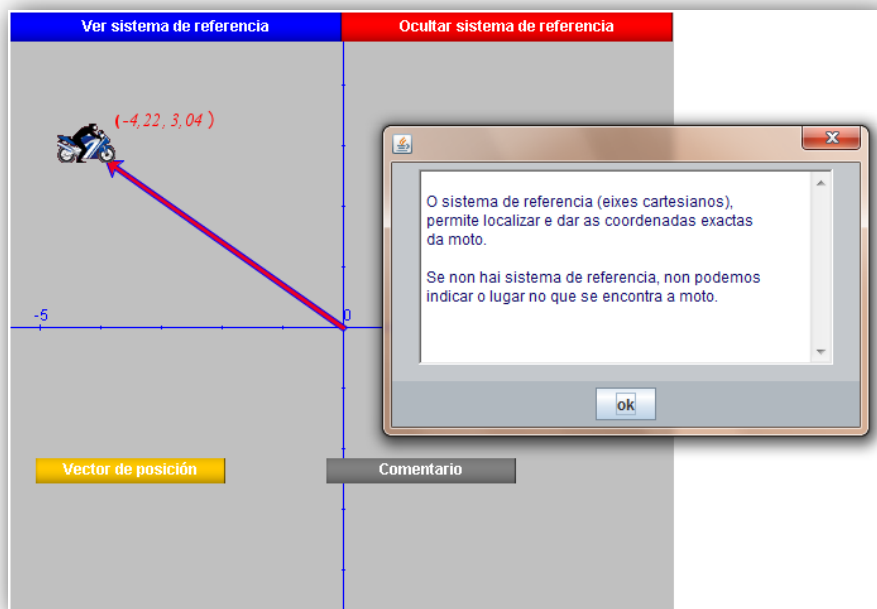 Ver sistema de referencia
Ocultar sistema de referencia
(-4,22 , 3,04 )
O sistema de referencia (eixes cartesianos),
permite localizar e dar as coordenadas exactas
da moto.
Se non hai sistema de referencia, non podemos
indicar o lugar no que se encontra a moto.
-5
0
ok
Vector de posición
Comentario